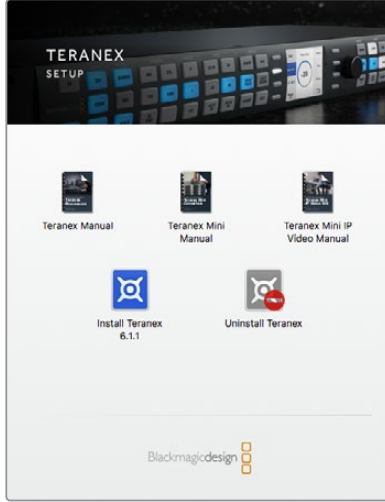 TERANEX
SETUP
Teranex Manual
Teranex Mini
Manual
Teranex Mini IP
Video Manual
Install Teranex
6.1.1
Uninstall Teranex
Blackmagicdesign